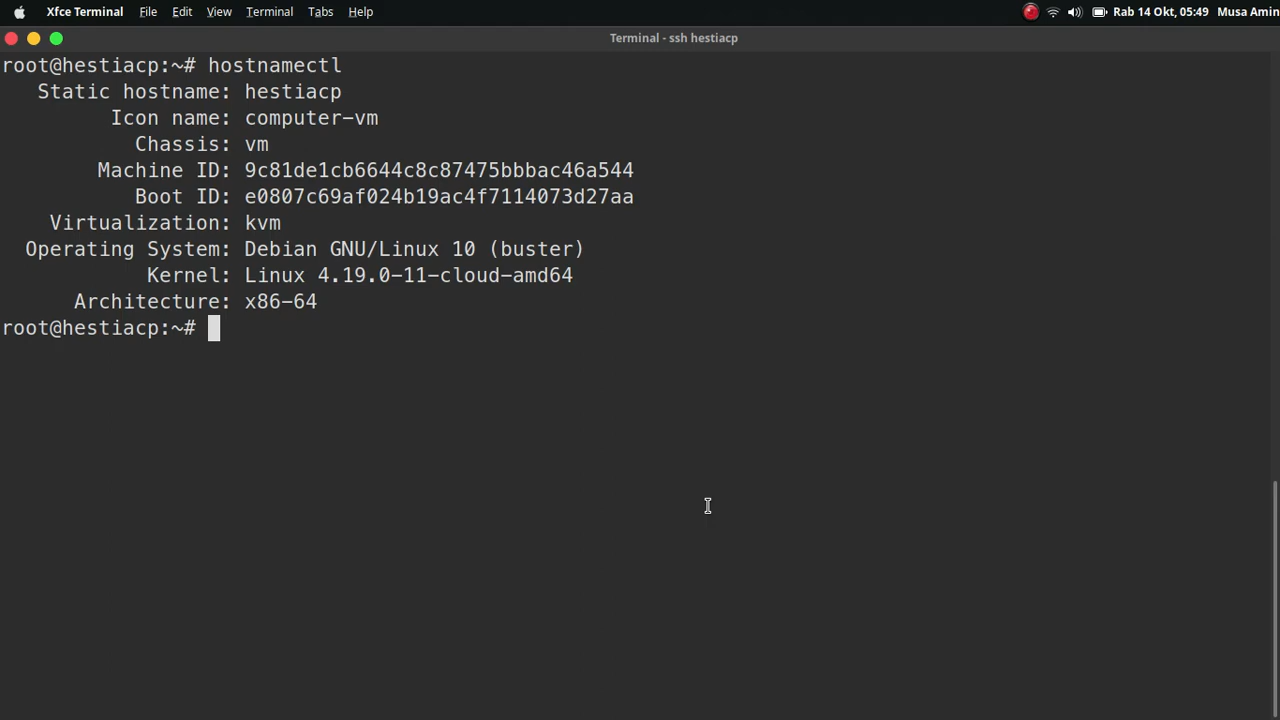 Xfce Terminal File Edit View Terminal Tabs Help Rab 14 Okt, 05:49 Musa Amin
Terminal - ssh hestiacp
root@hestiacp:~# hostnamectl
Static hostname: hestiacp
Icon name: computer-vm
Chassis: vm
Machine ID: 9c81de1cb6644c8c87475bbbac46a544
Boot ID: e0807c69af024b19ac4f7114073d27aa
Virtualization: kvm
Operating System: Debian GNU/Linux 10 (buster)
Kernel: Linux 4.19.0-11-cloud-amd64
Architecture: x86-64
root@hestiacp:~#